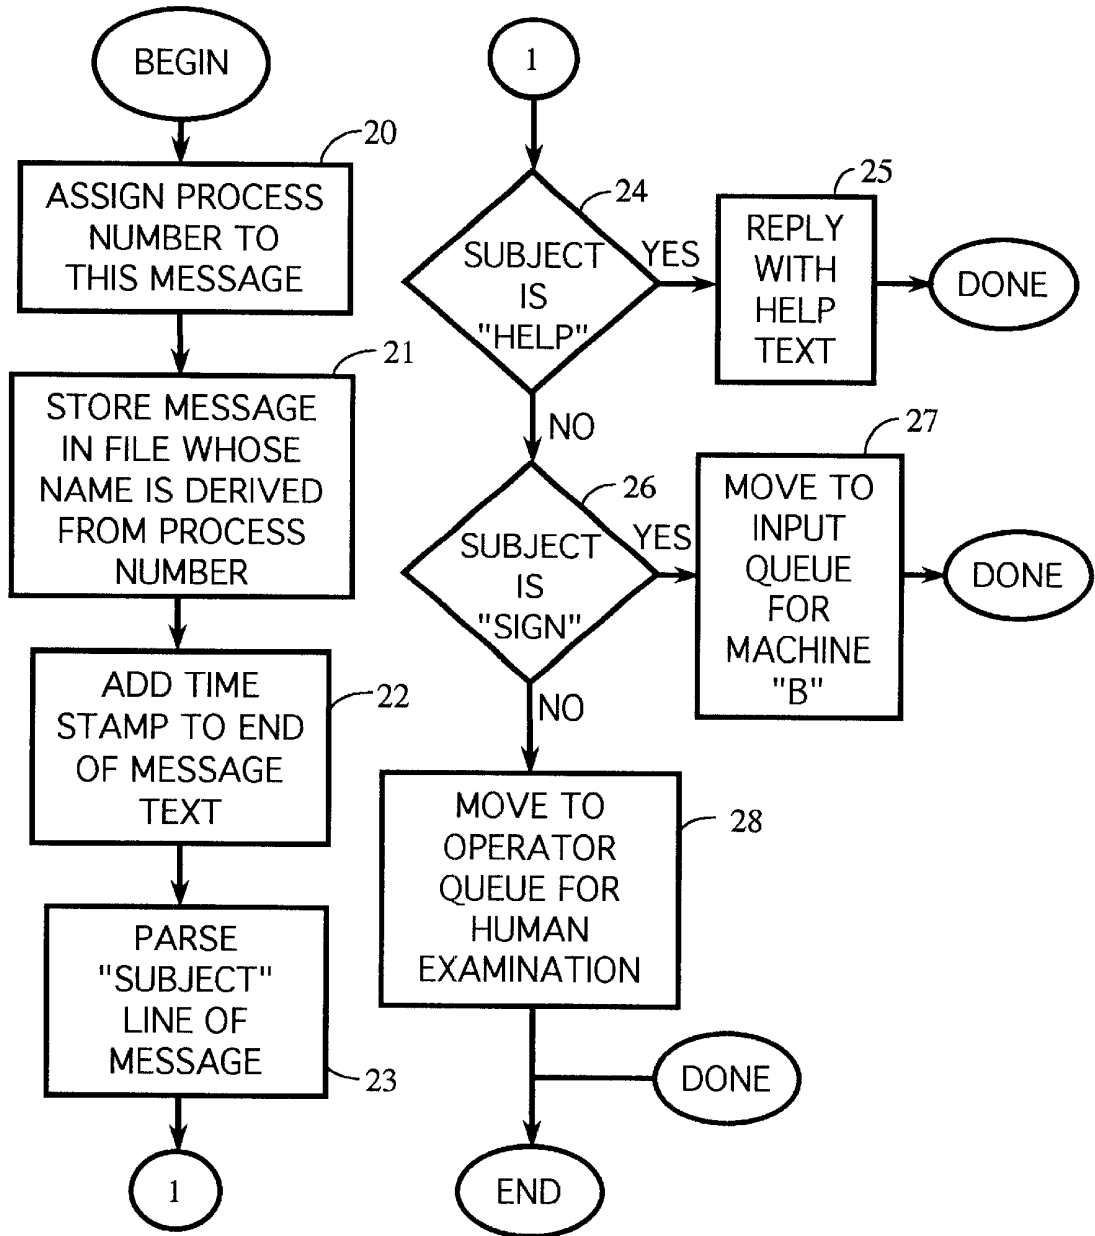 BEGIN
20
ASSIGN PROCESS
NUMBER TO
THIS MESSAGE
21
STORE MESSAGE
IN FILE WHOSE
NAME IS DERIVED
FROM PROCESS
NUMBER
22
ADD TIME
STAMP TO END
OF MESSAGE
TEXT
PARSE
"SUBJECT"
LINE OF
MESSAGE
23
1
1
24
SUBJECT
IS
"HELP"
YES
25
REPLY
WITH
HELP
TEXT
DONE
NO
26
SUBJECT
IS
"SIGN"
YES
27
MOVE TO
INPUT
QUEUE
FOR
MACHINE
"B"
DONE
NO
28
MOVE TO
OPERATOR
QUEUE FOR
HUMAN
EXAMINATION
DONE
END